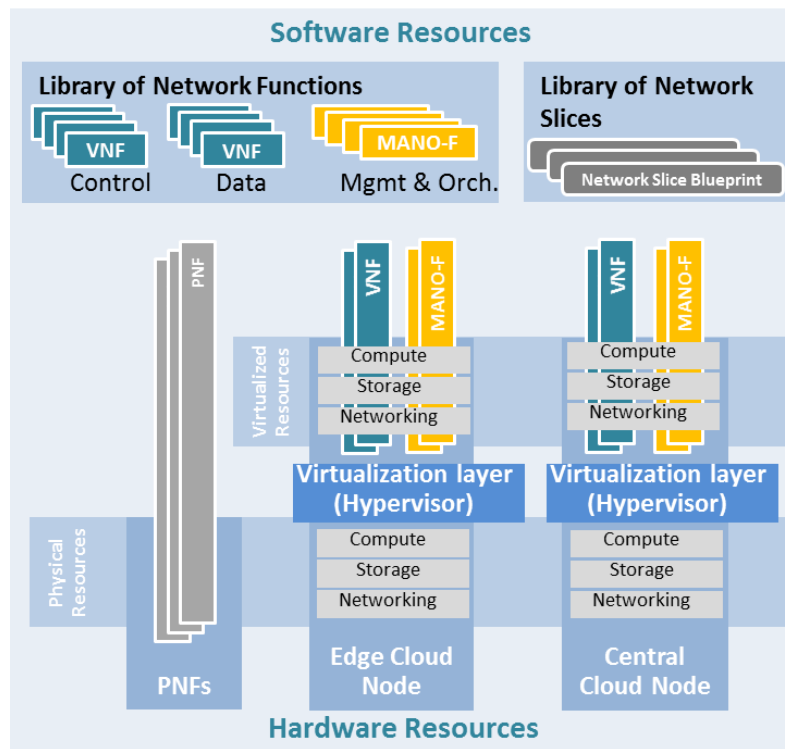 Software Resources
Library of Network Functions
VNF
Control
VNF
Data
MANO-F
Mgmt & Orch.
Library of Network
Slices
Network Slice Blueprint
PNF
VNF
MANO-F
VNF
MANO-F
Virtualized
Resources
Compute
Storage
Networking
Compute
Storage
Networking
Virtualization layer
(Hypervisor)
Virtualization layer
(Hypervisor)
Physical
Resources
Compute
Storage
Networking
Compute
Storage
Networking
PNFs
Edge Cloud
Node
Central
Cloud Node
Hardware Resources